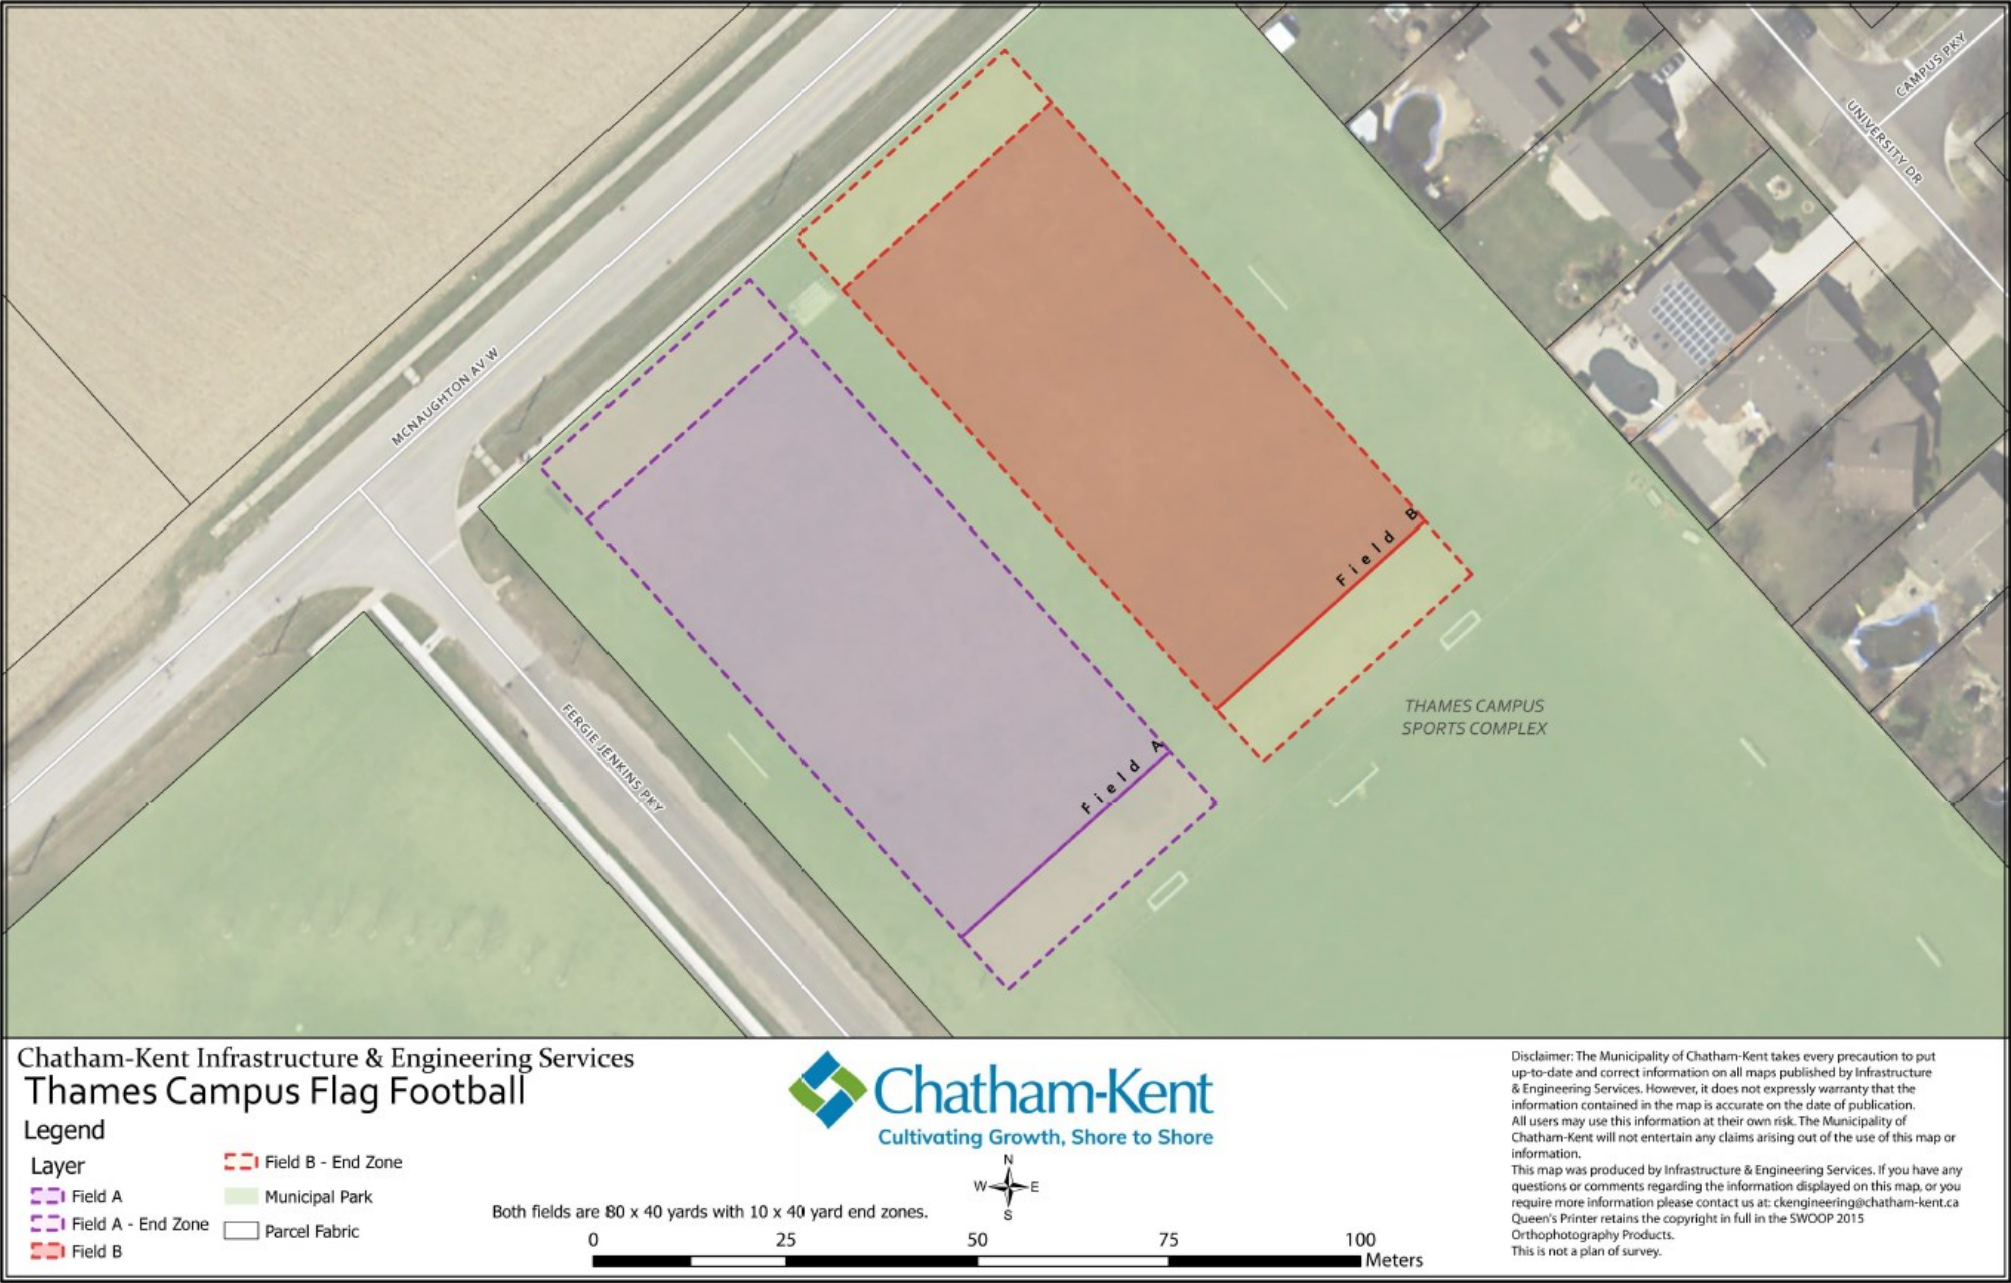 CAMPUS PKY
UNIVERSITY DR
MCNAUGHTON AV W
Field B
FERGIE JENKINS PKY
THAMES CAMPUS
SPORTS COMPLEX
Field A
Chatham-Kent Infrastructure & Engineering Services
Thames Campus Flag Football
Legend
Layer
Field A
Field A - End Zone
Field B
Field B - End Zone
Municipal Park
Parcel Fabric
Chatham-Kent
Cultivating Growth, Shore to Shore
N
W E
S
Both fields are 80 x 40 yards with 10 x 40 yard end zones.
0 25 50 75 100
Meters
Disclaimer: The Municipality of Chatham-Kent takes every precaution to put
up-to-date and correct information on all maps published by Infrastructure
& Engineering Services. However, it does not expressly warranty that the
information contained in the map is accurate on the date of publication.
All users may use this information at their own risk. The Municipality of
Chatham-Kent will not entertain any claims arising out of the use of this map or
information.
This map was produced by Infrastructure & Engineering Services. If you have any
questions or comments regarding the information displayed on this map, or you
require more information please contact us at: ckengineering@chatham-kent.ca
Queen's Printer retains the copyright in full in the SWOOP 2015
Orthophotography Products.
This is not a plan of survey.